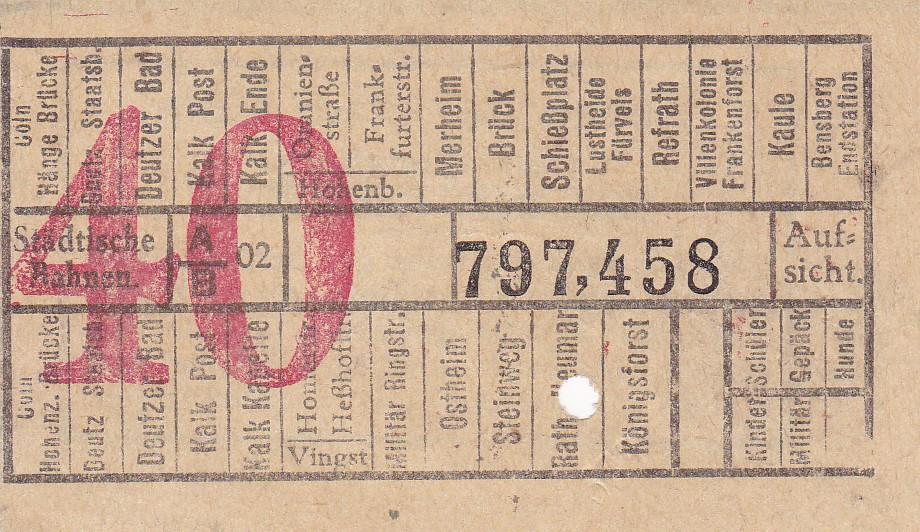 Cöln
Hänge Brücke
Deutz Staatsb.
Deutzer Bad
Kalk Post
Kalk Ende
Oranien-
straße
Frank-
furterstr.
Höhenb.
Merheim
Brück
Schießplatz
Lustheide
Fürvels
Refrath
Villenkolonie
Frankenforst
Kaule
Bensberg
Endstation
Städtische
Bahnen.
A
B
02
40
797,458
Auf-
sicht.
Cöln
Hohenz. Brücke
Deutz Staatsb.
Deutzer Bad
Kalk Post
Kalk Kapelle
Heßhofstr.
Vingst
Militär Ringstr.
Ostheim
Steinweg
Rath Heumar
Königsforst
Kinder Schüler
Militär Gepäck
Hunde